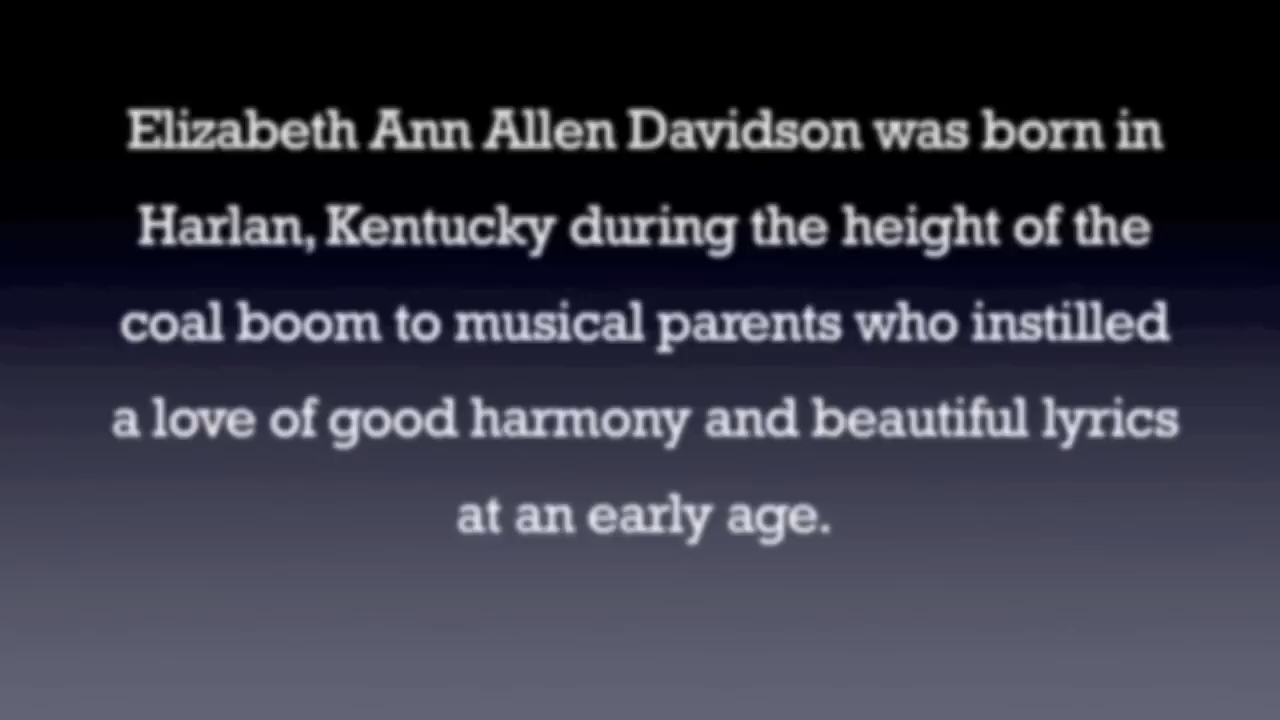 Elizabeth Ann Allen Davidson was born in
Harlan, Kentucky during the height of the
coal boom to musical parents who instilled
a love of good harmony and beautiful lyrics
at an early age.